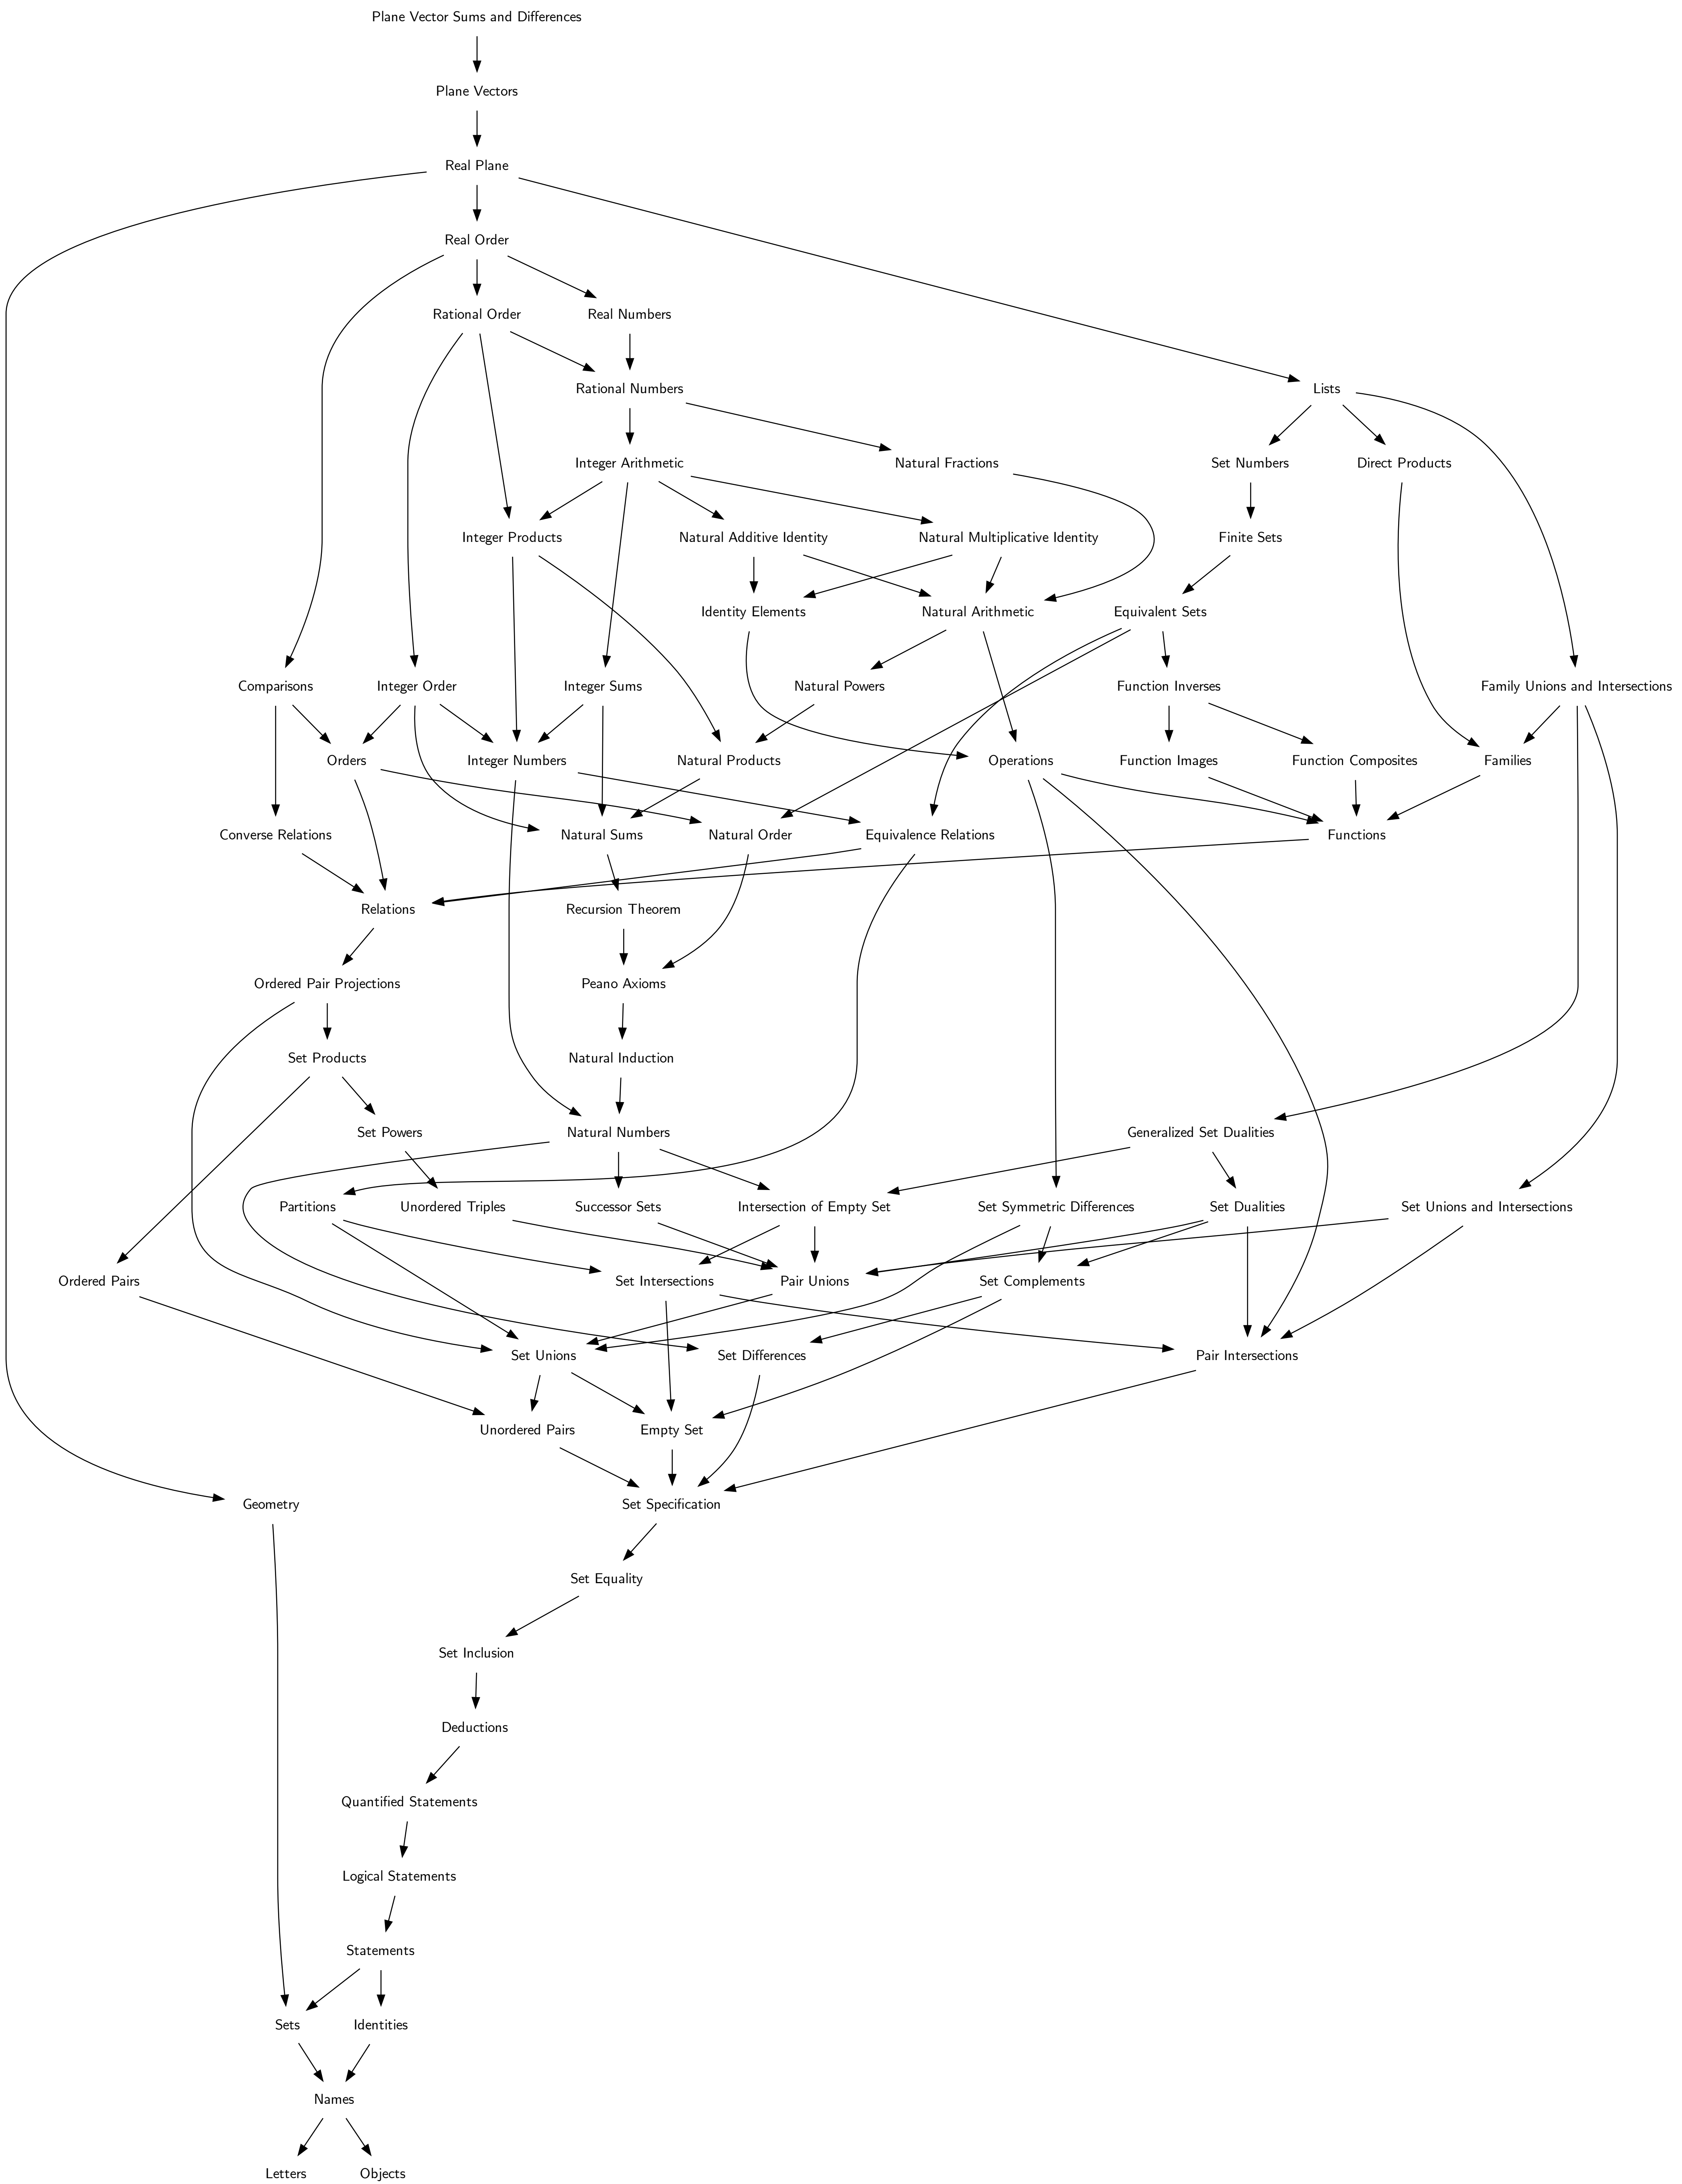 Plane Vector Sums and Differences
Plane Vectors
Real Plane
Real Order
Rational Order
Real Numbers
Rational Numbers
Lists
Integer Arithmetic
Natural Fractions
Set Numbers
Direct Products
Integer Products
Natural Additive Identity
Natural Multiplicative Identity
Finite Sets
Identity Elements
Natural Arithmetic
Equivalent Sets
Comparisons
Integer Order
Integer Sums
Natural Powers
Function Inverses
Family Unions and Intersections
Orders
Integer Numbers
Natural Products
Operations
Function Images
Function Composites
Families
Converse Relations
Natural Sums
Natural Order
Equivalence Relations
Functions
Relations
Recursion Theorem
Ordered Pair Projections
Peano Axioms
Set Products
Natural Induction
Set Powers
Natural Numbers
Generalized Set Dualities
Partitions
Unordered Triples
Successor Sets
Intersection of Empty Set
Set Symmetric Differences
Set Dualities
Set Unions and Intersections
Ordered Pairs
Set Intersections
Pair Unions
Set Complements
Set Unions
Set Differences
Pair Intersections
Unordered Pairs
Empty Set
Geometry
Set Specification
Set Equality
Set Inclusion
Deductions
Quantified Statements
Logical Statements
Statements
Sets
Identities
Names
Letters
Objects